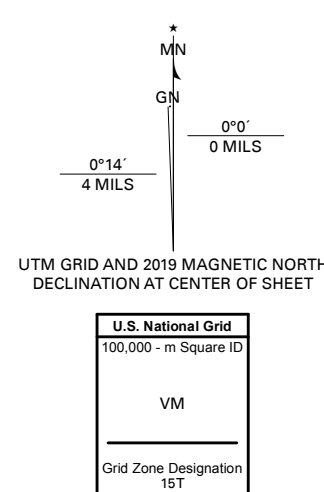 MN
GN
0°0´
0 MILS
0°14´
4 MILS
UTM GRID AND 2019 MAGNETIC NORTH
DECLINATION AT CENTER OF SHEET
U.S. National Grid
100,000 - m Square ID
VM
Grid Zone Designation
15T